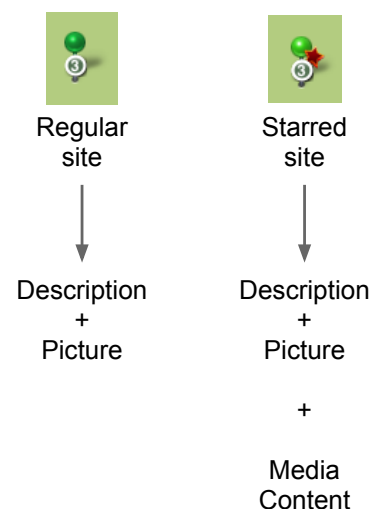 3
3
Regular
site
Starred
site
Description
+
Picture
Description
+
Picture
+
Media
Content